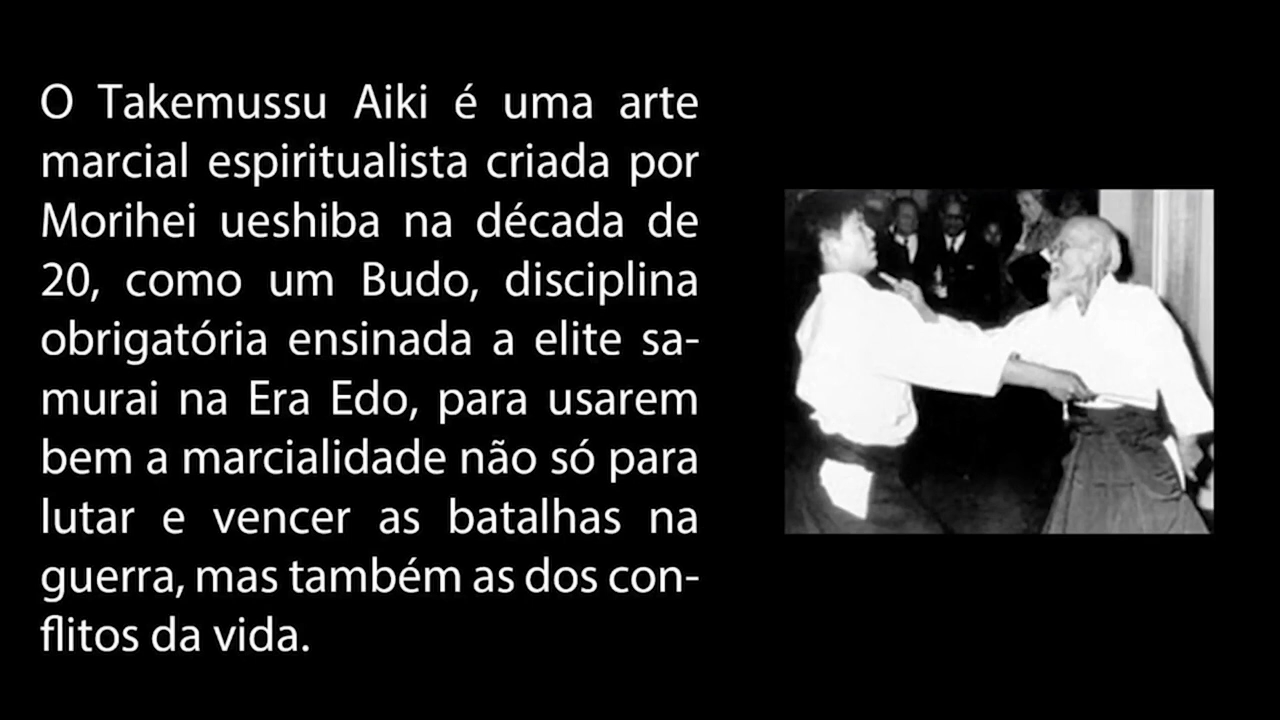 O Takemussu Aiki é uma arte
marcial espiritualista criada por
Morihei ueshiba na década de
20, como um Budo, disciplina
obrigatória ensinada a elite sa-
murai na Era Edo, para usarem
bem a marcialidade não só para
lutar e vencer as batalhas na
guerra, mas também as dos con-
flitos da vida.